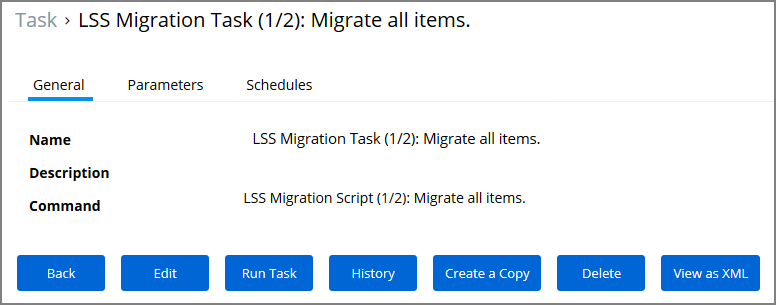 Task › LSS Migration Task (1/2): Migrate all items.
General Parameters Schedules
Name LSS Migration Task (1/2): Migrate all items.
Description
Command LSS Migration Script (1/2): Migrate all items.
Back Edit Run Task History Create a Copy Delete View as XML